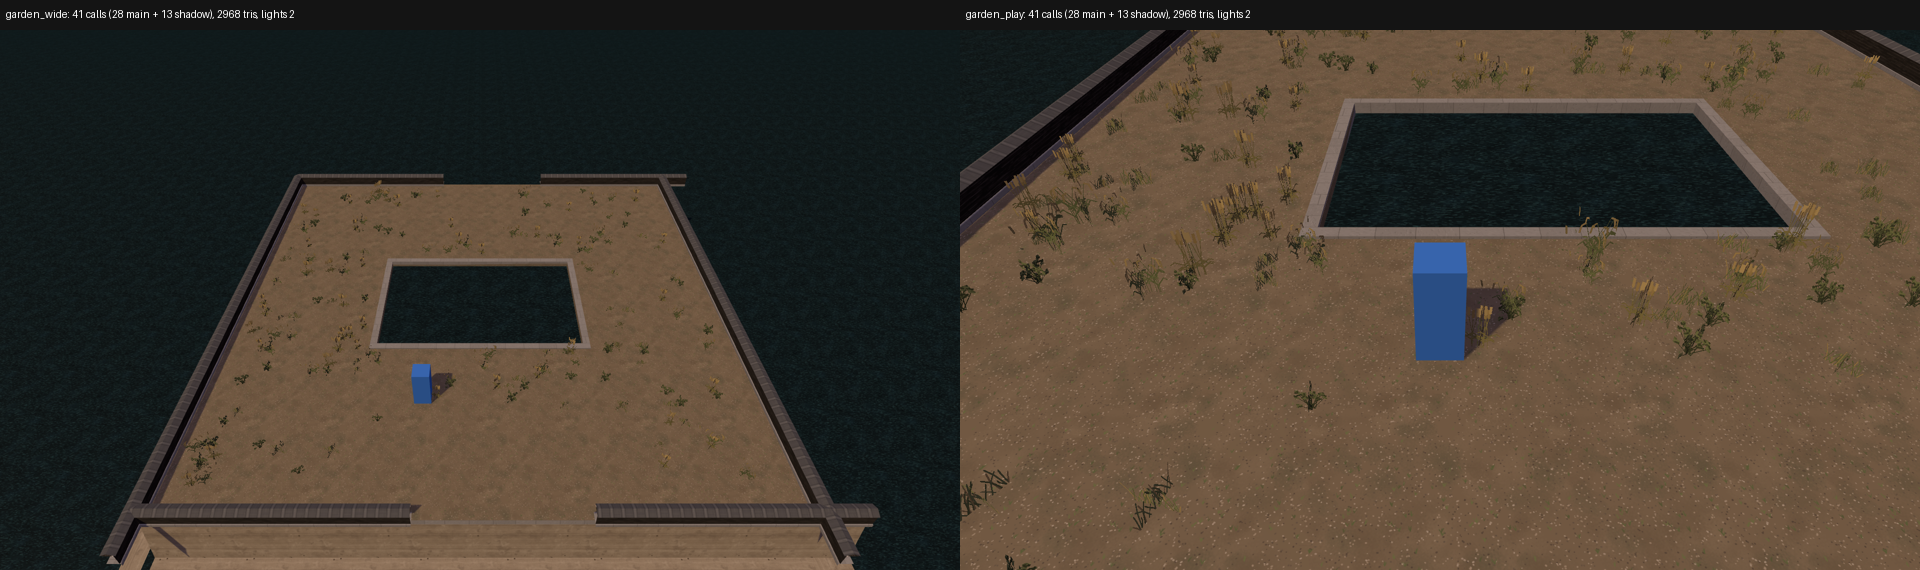 garden_wide: 41 calls (28 main + 13 shadow), 2968 tris, lights 2
garden_play: 41 calls (28 main + 13 shadow), 2968 tris, lights 2